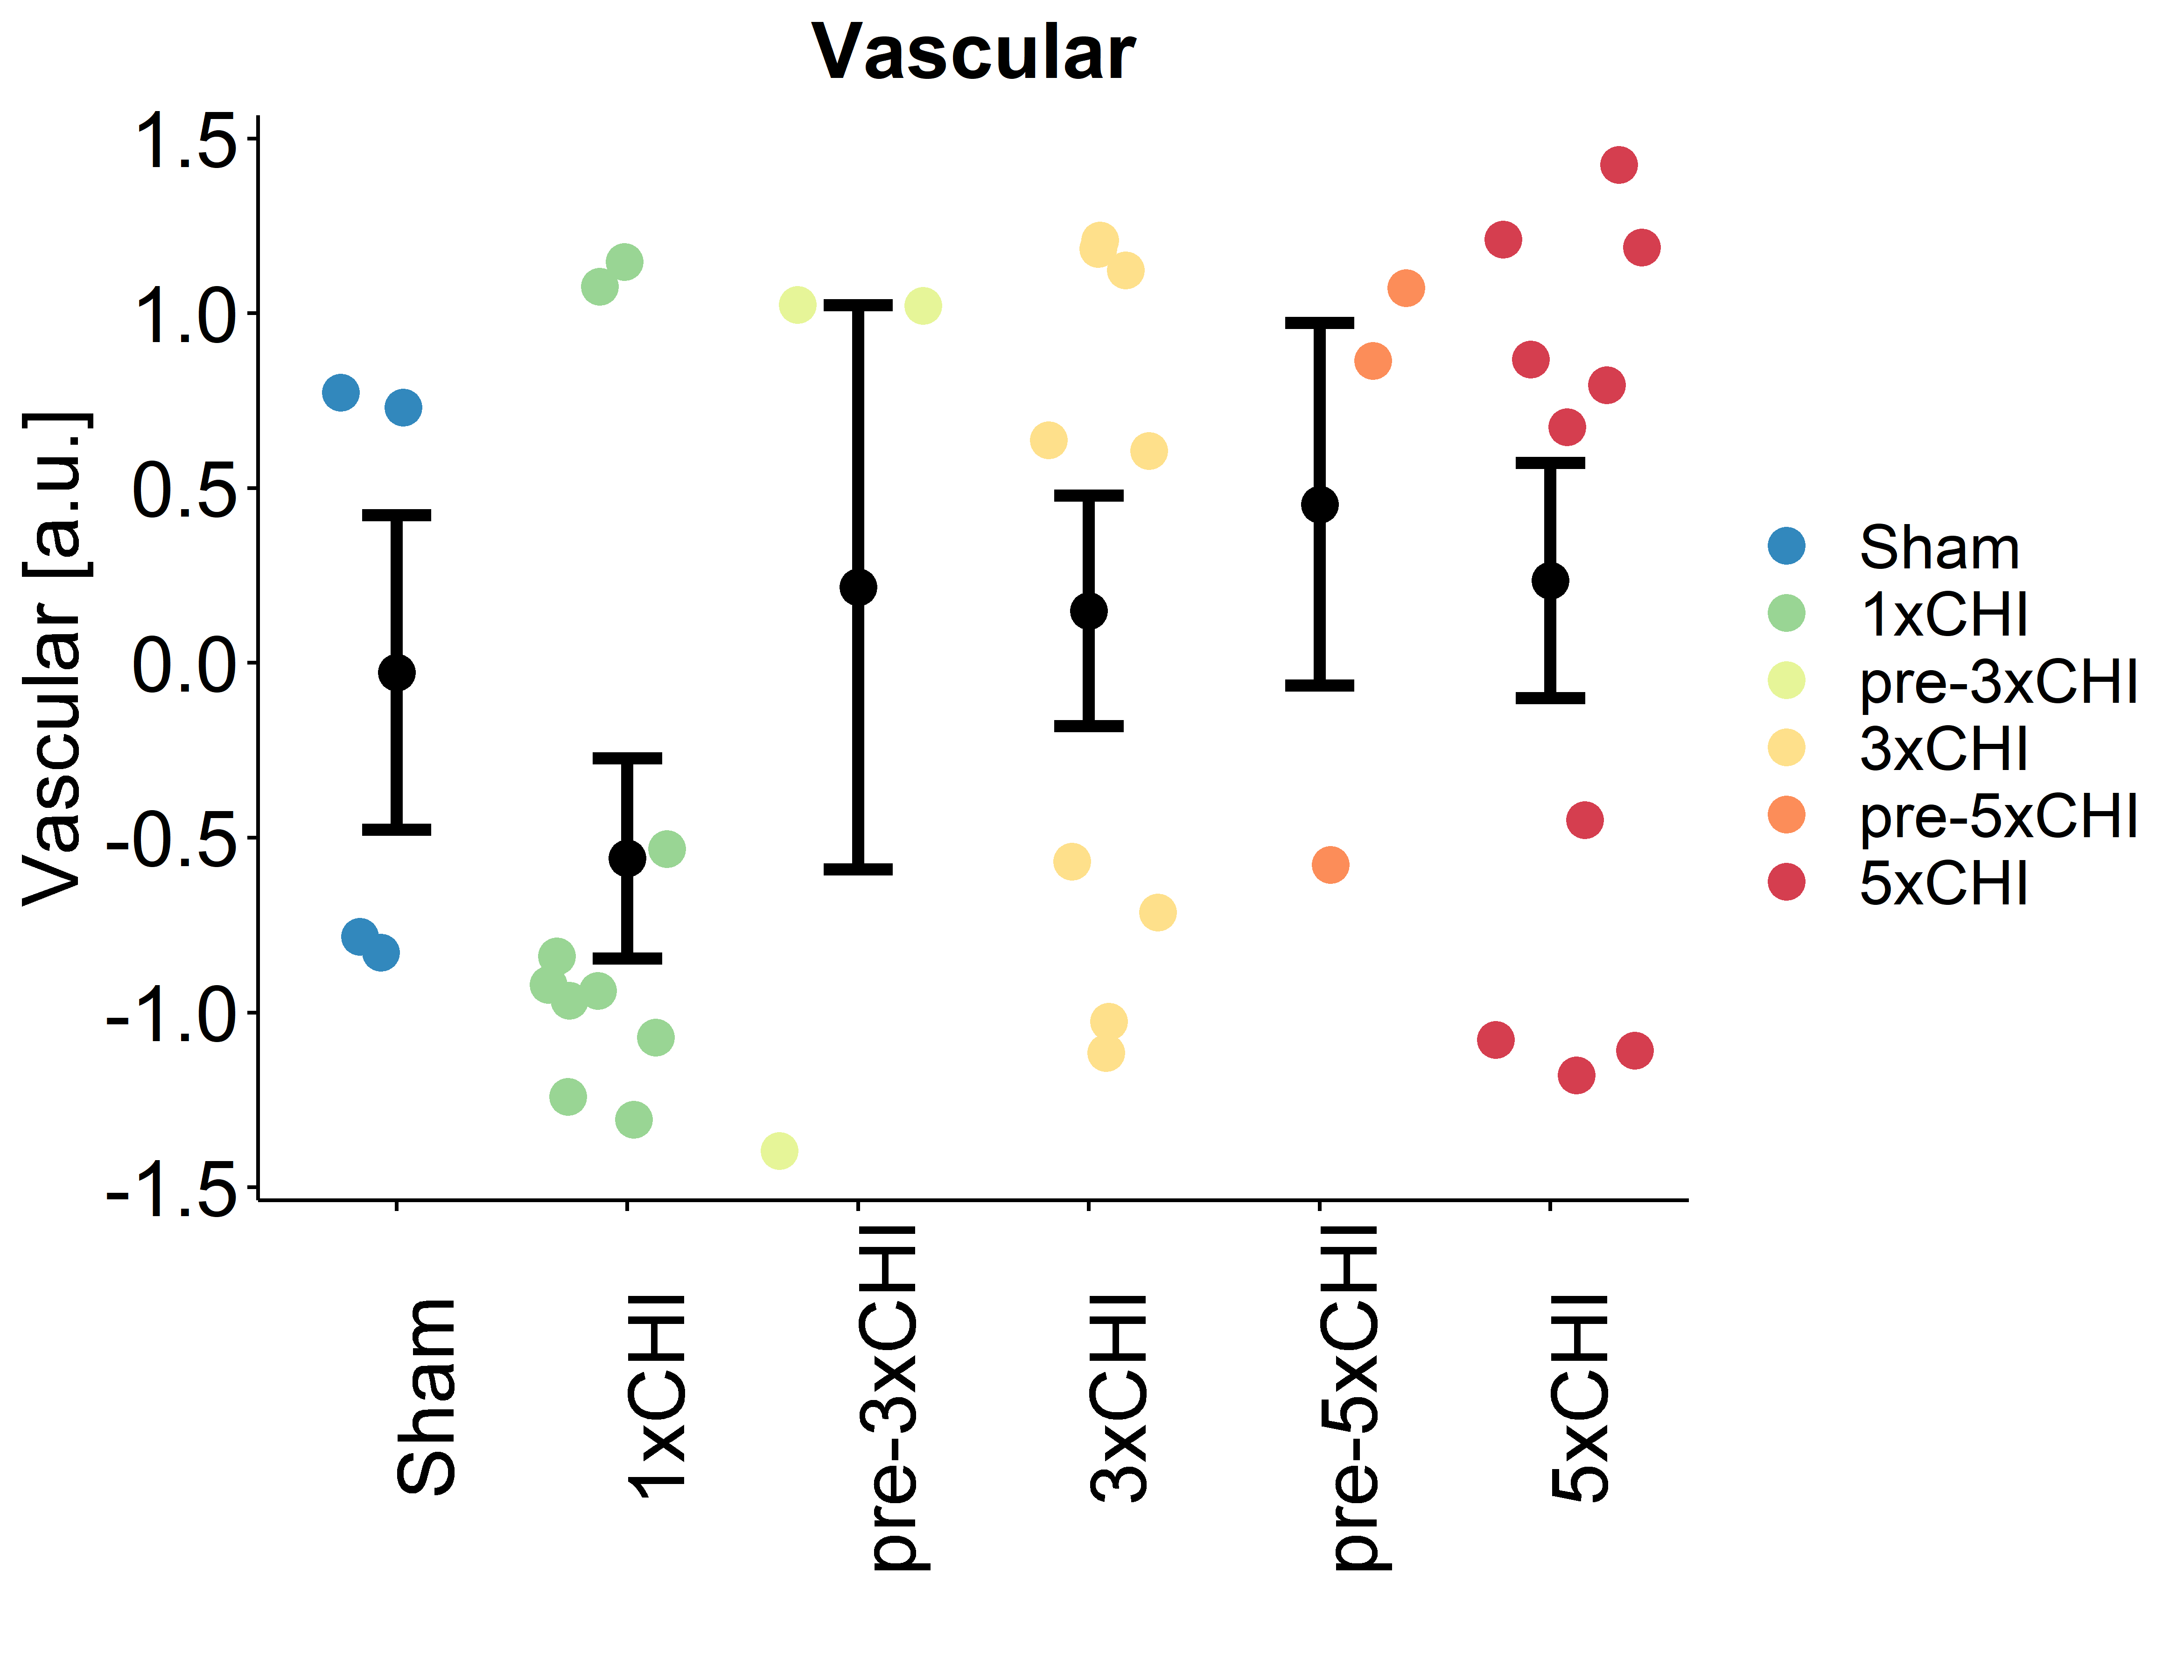 Vascular
Vascular [a.u.]
1.5
1.0
0.5
0.0
-0.5
-1.0
-1.5
Sham
1xCHI
pre-3xCHI
3xCHI
pre-5xCHI
5xCHI
Sham
1xCHI
pre-3xCHI
3xCHI
pre-5xCHI
5xCHI